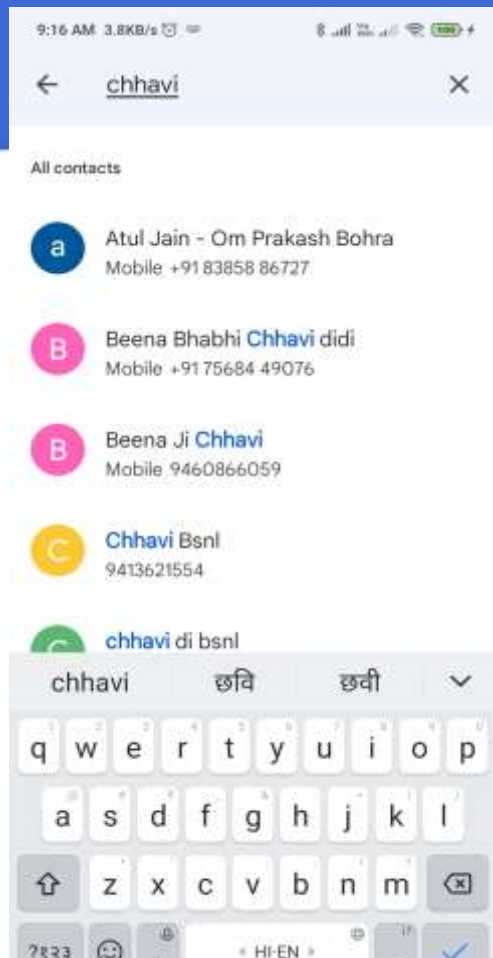 9:16 AM 3.8KB/s
100
chhavi
All contacts
a
Atul Jain - Om Prakash Bohra
Mobile +91 83858 86727
B
Beena Bhabhi Chhavi didi
Mobile +91 75684 49076
B
Beena Ji Chhavi
Mobile 9460866059
C
Chhavi Bsnl
9413621554
C
chhavi di bsnl
chhavi छवि छवी
q w e r t y u i o p
a s d f g h j k l
z x c v b n m
?१२३ HI-EN